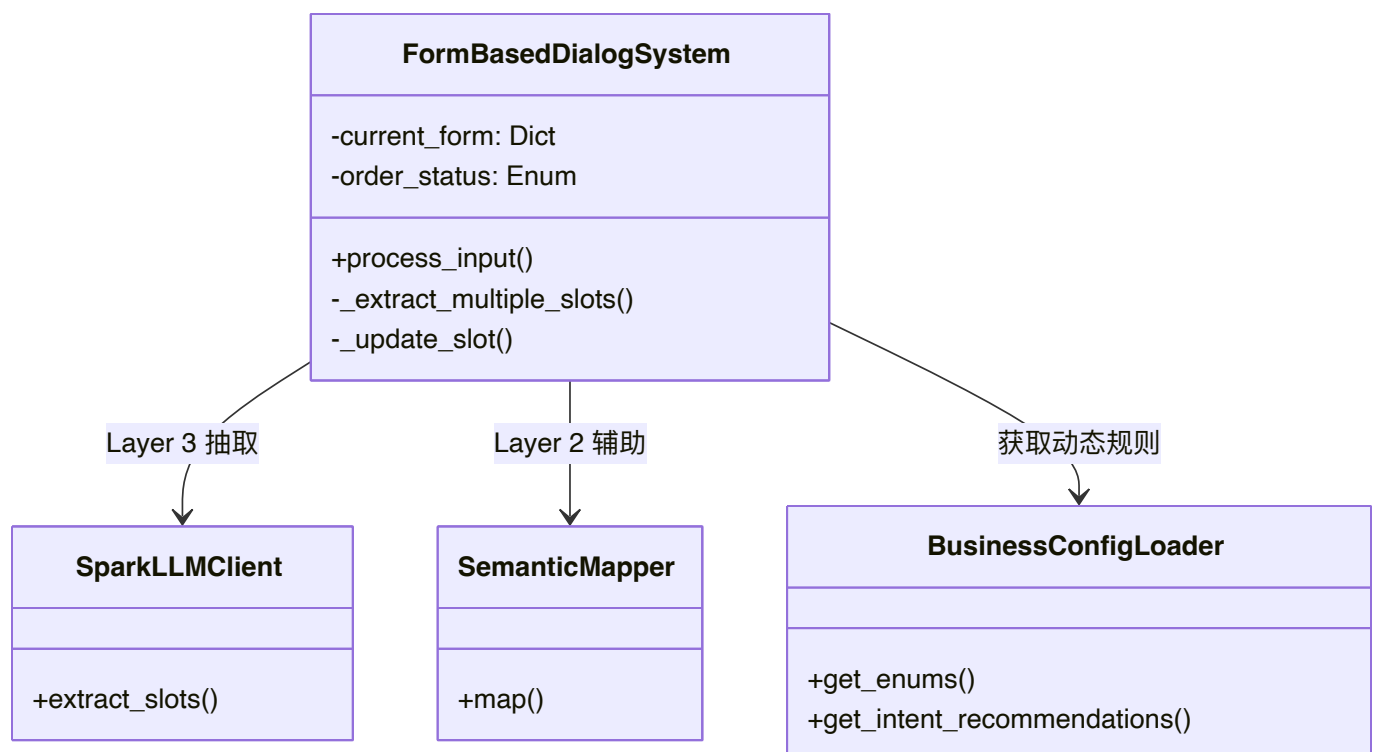 FormBasedDialogSystem
-current_form: Dict
-order_status: Enum
+process_input()
-_extract_multiple_slots()
-_update_slot()
Layer 3 抽取
Layer 2 辅助
获取动态规则
SparkLLMClient
+extract_slots()
SemanticMapper
+map()
BusinessConfigLoader
+get_enums()
+get_intent_recommendations()